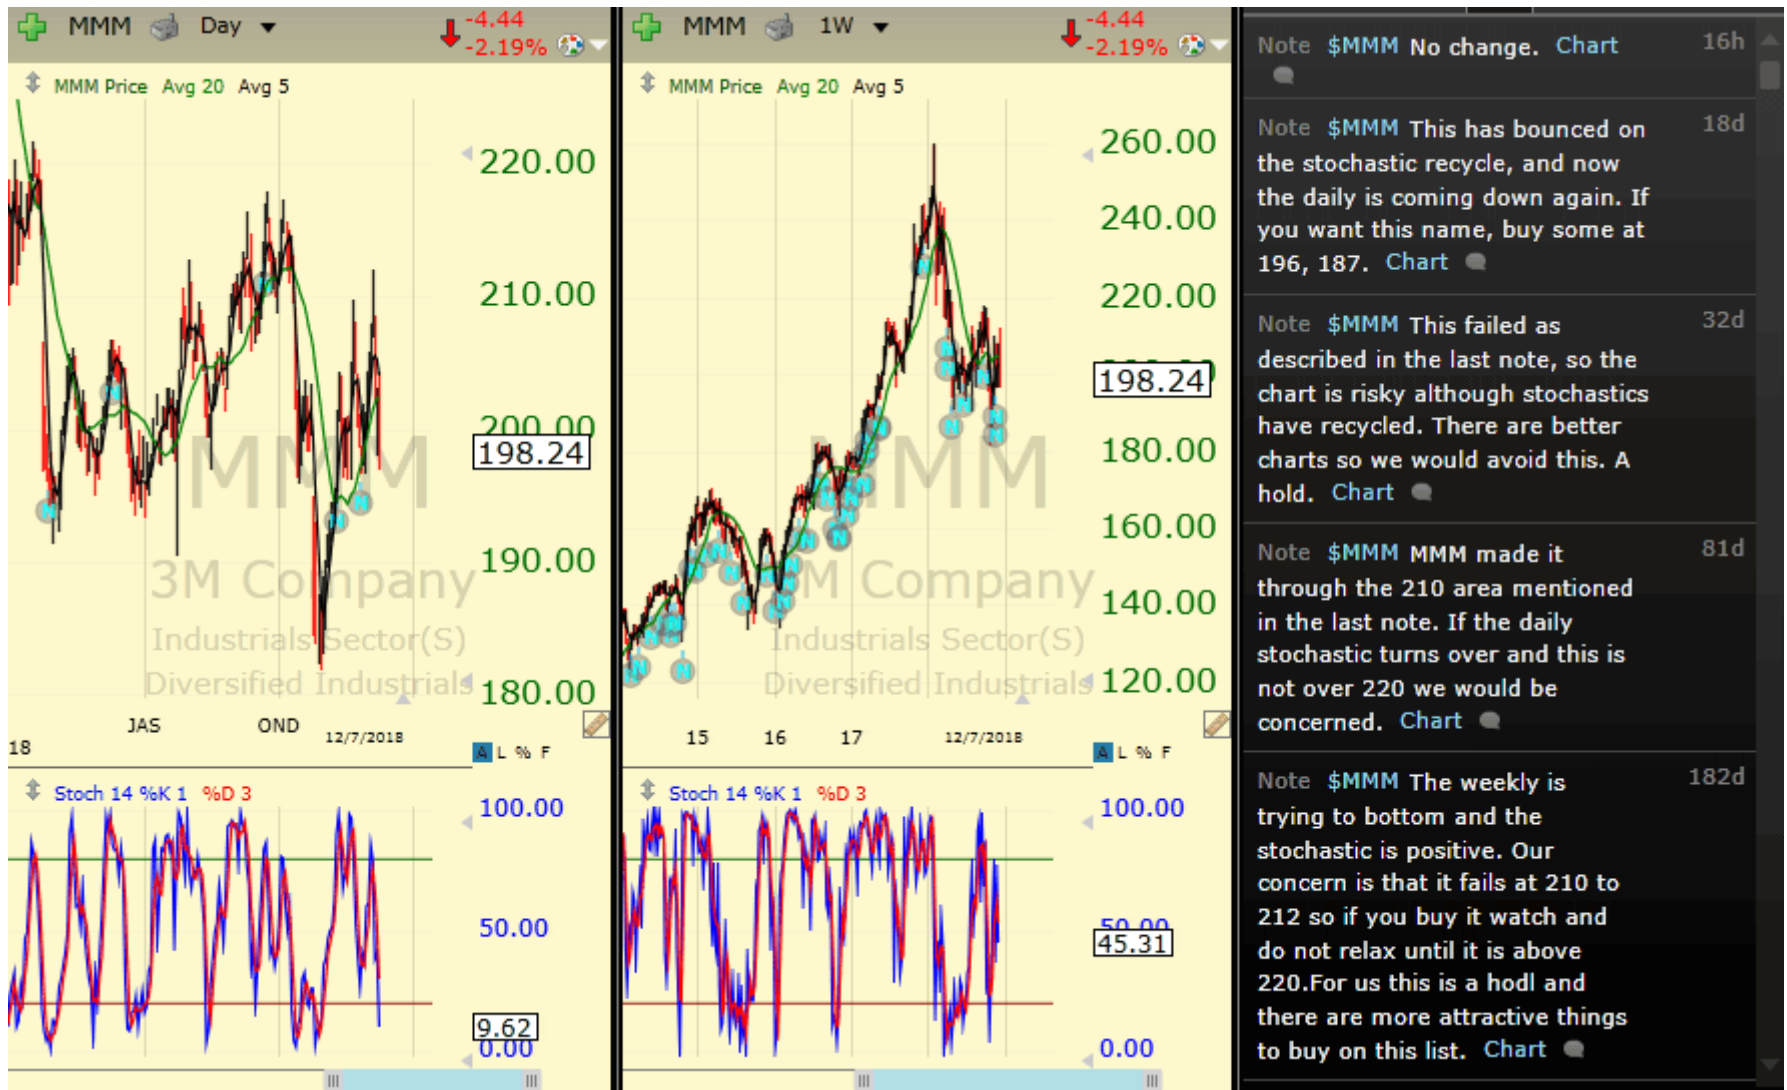 MMM Day
-4.44
-2.19%
MMM Price Avg 20 Avg 5
220.00
210.00
200.00
198.24
190.00
180.00
MMM
3M Company
Industrials Sector(S)
Diversified Industrials
18 JAS OND 12/7/2018
A L % F
Stoch 14 %K 1 %D 3
100.00
50.00
9.62
0.00
MMM 1W
-4.44
-2.19%
MMM Price Avg 20 Avg 5
260.00
240.00
220.00
198.24
180.00
160.00
140.00
120.00
MMM
3M Company
Industrials Sector(S)
Diversified Industrials
15 16 17 12/7/2018
A L % F
Stoch 14 %K 1 %D 3
100.00
50.00
45.31
0.00
Note $MMM No change. Chart 16h
Note $MMM This has bounced on 18d
the stochastic recycle, and now
the daily is coming down again. If
you want this name, buy some at
196, 187. Chart
Note $MMM This failed as 32d
described in the last note, so the
chart is risky although stochastics
have recycled. There are better
charts so we would avoid this. A
hold. Chart
Note $MMM MMM made it 81d
through the 210 area mentioned
in the last note. If the daily
stochastic turns over and this is
not over 220 we would be
concerned. Chart
Note $MMM The weekly is 182d
trying to bottom and the
stochastic is positive. Our
concern is that it fails at 210 to
212 so if you buy it watch and
do not relax until it is above
220.For us this is a hodl and
there are more attractive things
to buy on this list. Chart